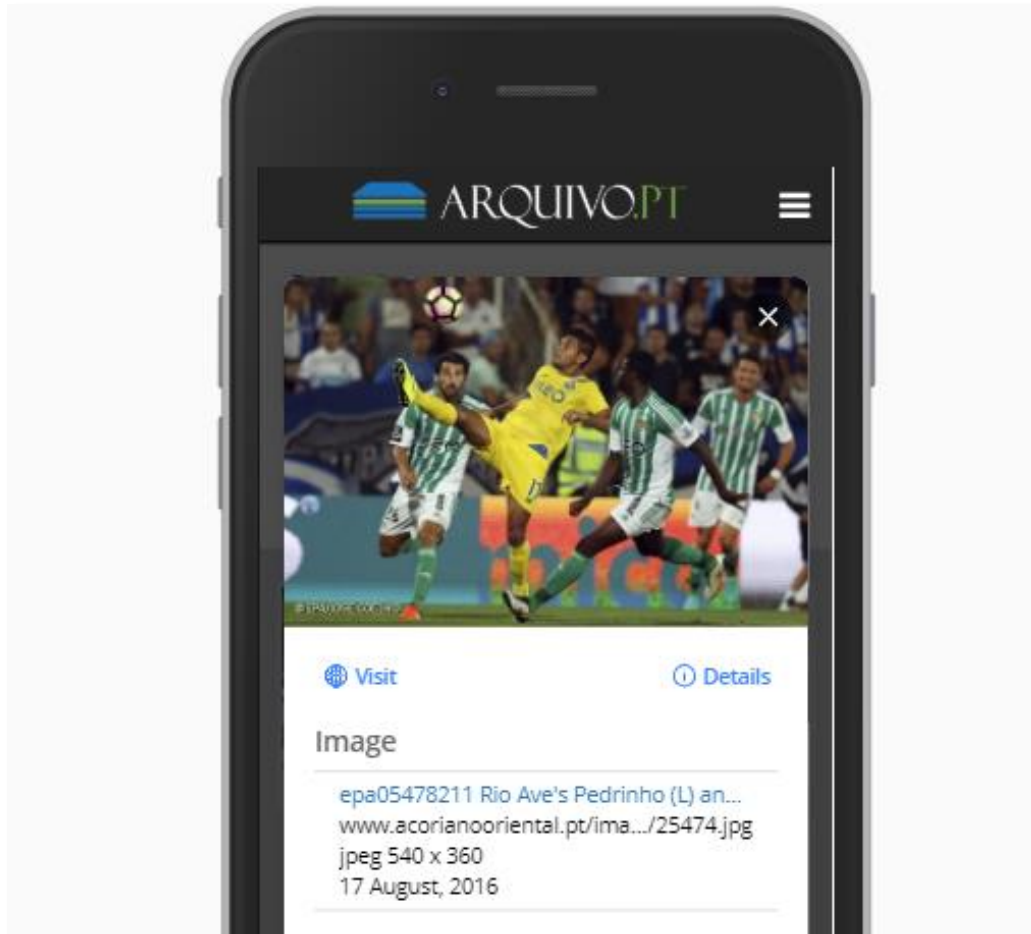 ARQUIVO.PT
Visit
Details
Image
epa05478211 Rio Ave's Pedrinho (L) an...
www.acorianooriental.pt/ima.../25474.jpg
jpeg 540 x 360
17 August, 2016